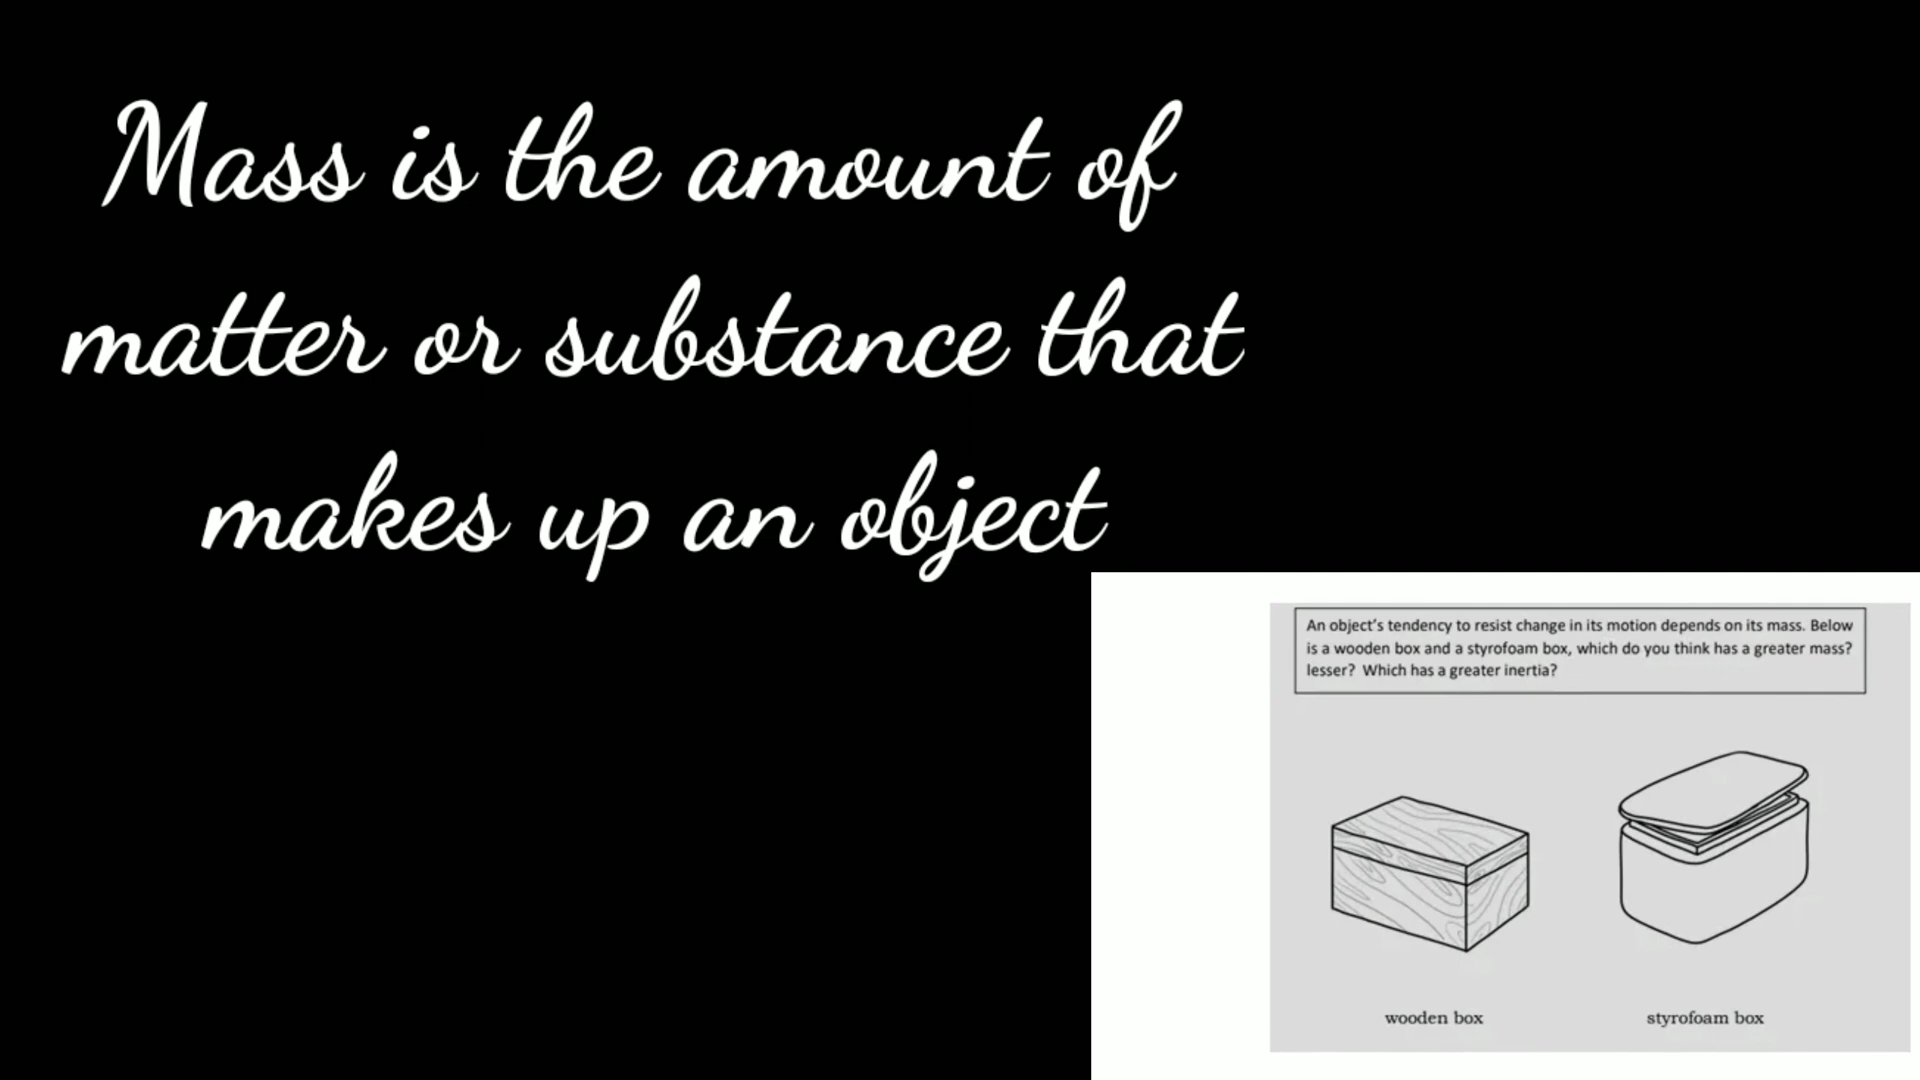 Mass is the amount of
matter or substance that
makes up an object
An object's tendency to resist change in its motion depends on its mass. Below
is a wooden box and a styrofoam box, which do you think has a greater mass?
lesser? Which has a greater inertia?
wooden box
styrofoam box